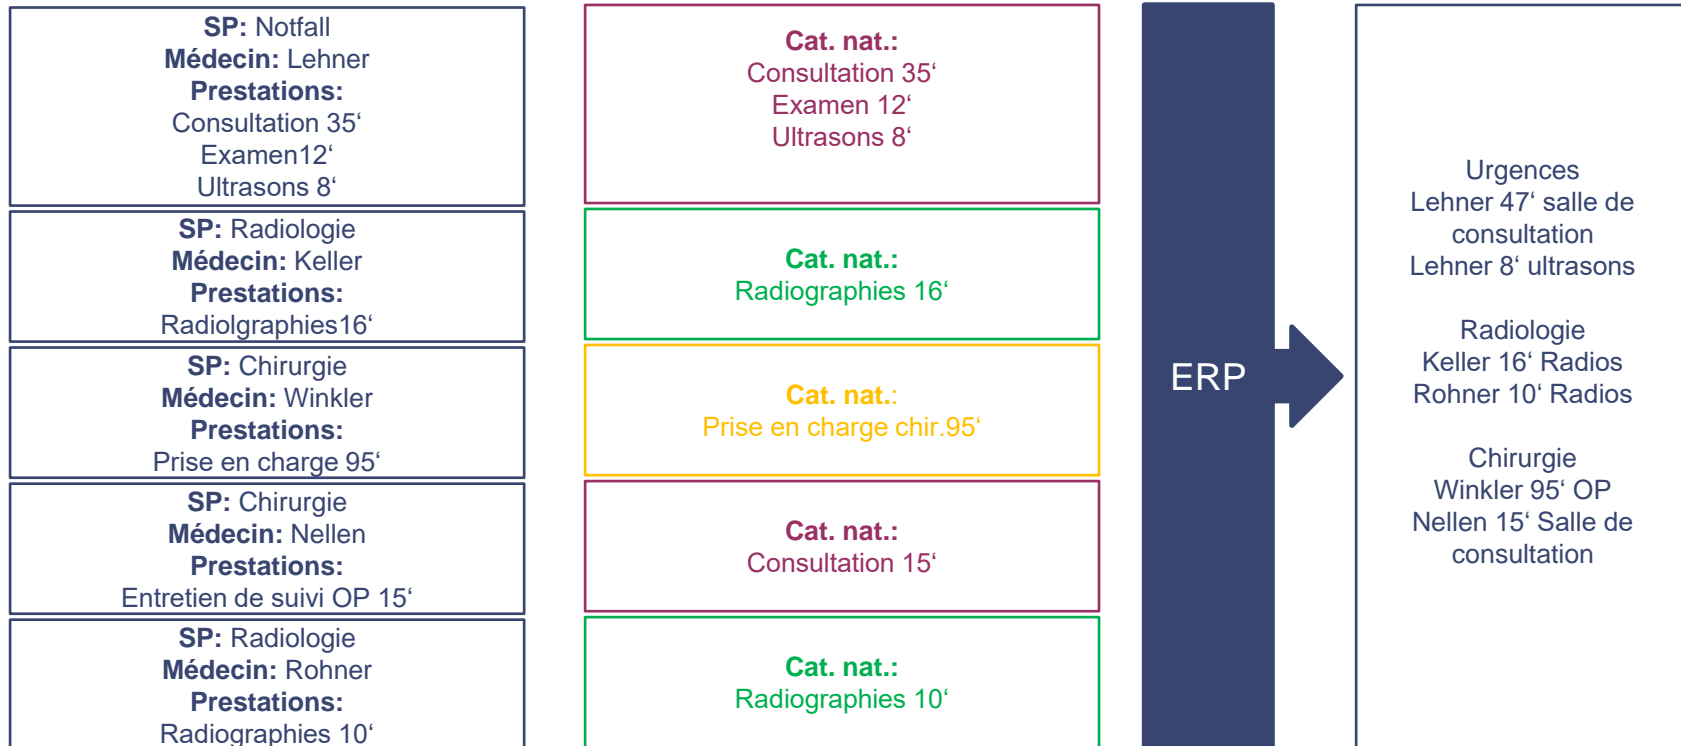 SP: Notfall
Médecin: Lehner
Prestations:
Consultation 35‘
Examen12‘
Ultrasons 8‘
SP: Radiologie
Médecin: Keller
Prestations:
Radiolgraphies16‘
SP: Chirurgie
Médecin: Winkler
Prestations:
Prise en charge 95‘
SP: Chirurgie
Médecin: Nellen
Prestations:
Entretien de suivi OP 15‘
SP: Radiologie
Médecin: Rohner
Prestations:
Radiographies 10‘
Cat. nat.:
Consultation 35‘
Examen 12‘
Ultrasons 8‘
Cat. nat.:
Radiographies 16‘
Cat. nat.:
Prise en charge chir.95‘
Cat. nat.:
Consultation 15‘
Cat. nat.:
Radiographies 10‘
ERP
Urgences
Lehner 47‘ salle de
consultation
Lehner 8‘ ultrasons
Radiologie
Keller 16‘ Radios
Rohner 10‘ Radios
Chirurgie
Winkler 95‘ OP
Nellen 15‘ Salle de
consultation